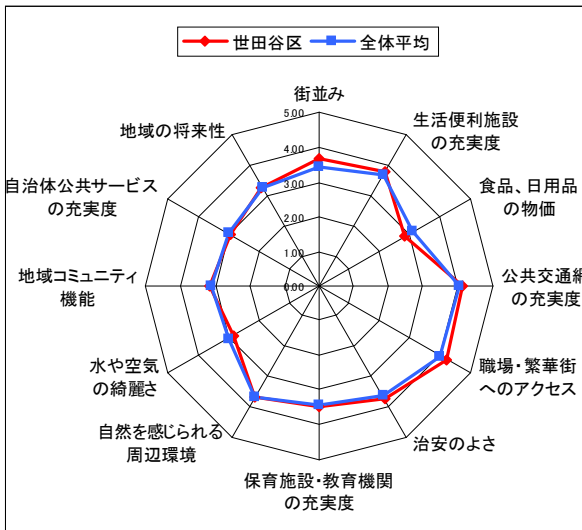 世田谷区
全体平均
街並み
生活便利施設
の充実度
食品、日用品
の物価
公共交通網
の充実度
職場・繁華街
へのアクセス
治安のよさ
保育施設・教育機関
の充実度
自然を感じられる
周辺環境
水や空気
の綺麗さ
地域コミュニティ
機能
自治体公共サービス
の充実度
地域の将来性
5.00
4.00
3.00
2.00
1.00
0.00